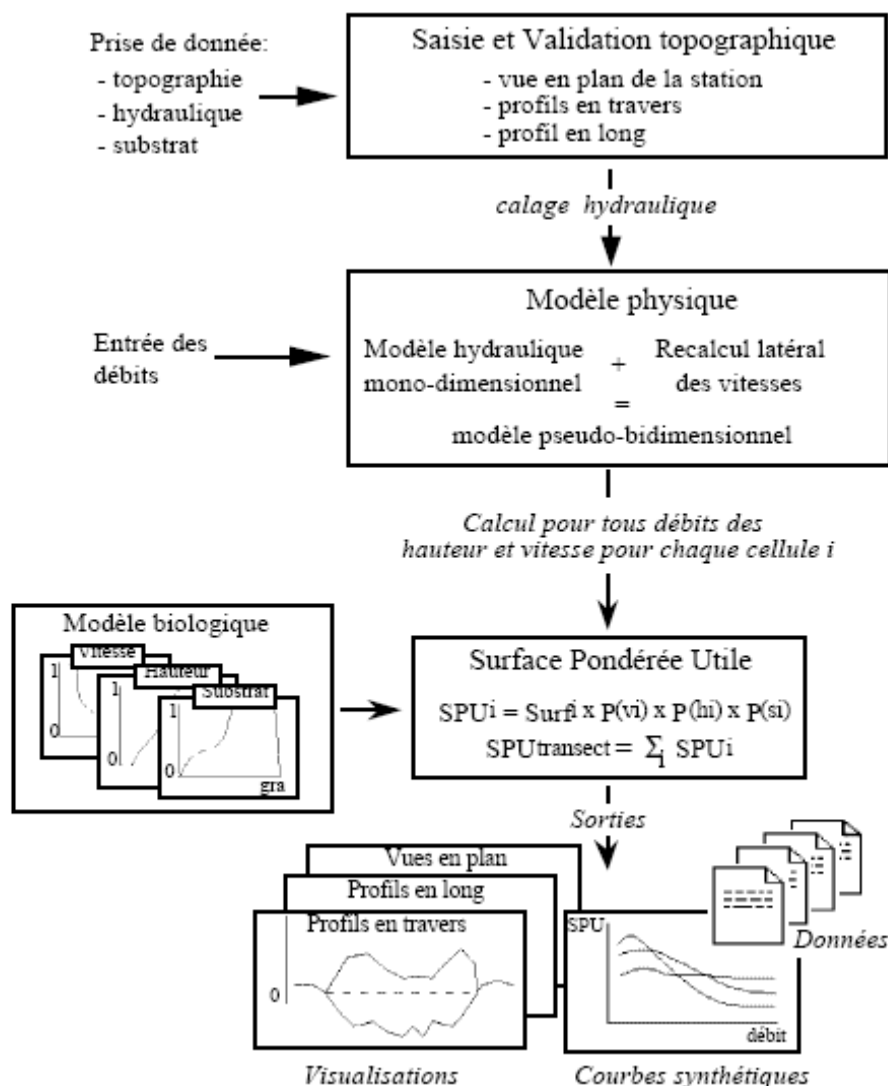 Prise de donnée:
- topographie
- hydraulique
- substrat
Saisie et Validation topographique
- vue en plan de la station
- profils en travers
- profil en long
calage hydraulique
Entrée des
débits
Modèle physique
Modèle hydraulique
mono-dimensionnel
+
Recalcul latéral
des vitesses
=
modèle pseudo-bidimensionnel
Calcul pour tous débits des
hauteur et vitesse pour chaque cellule i
Modèle biologique
Vitesse
1
0
Hauteur
1
0
Substrat
1
0
gra
Surface Pondérée Utile
SPUi = Surfi x P(vi) x P(hi) x P(si)
SPUtransect = ∑i SPUi
Sorties
Vues en plan
Profils en long
Profils en travers
0
SPU
débit
Données
Visualisations
Courbes synthétiques